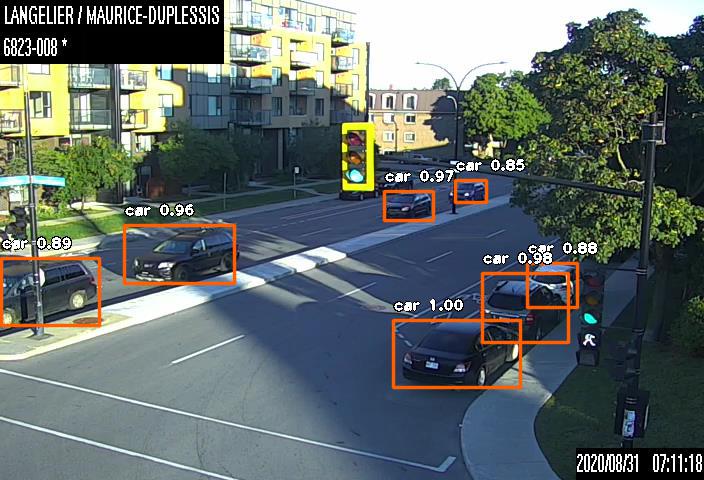 LANGELIER / MAURICE-DUPLESSIS
6823-008 *
car 0.97
car 0.85
car 0.96
car 0.89
car 0.88
car 0.98
car 1.00
2020/08/31 07:11:18